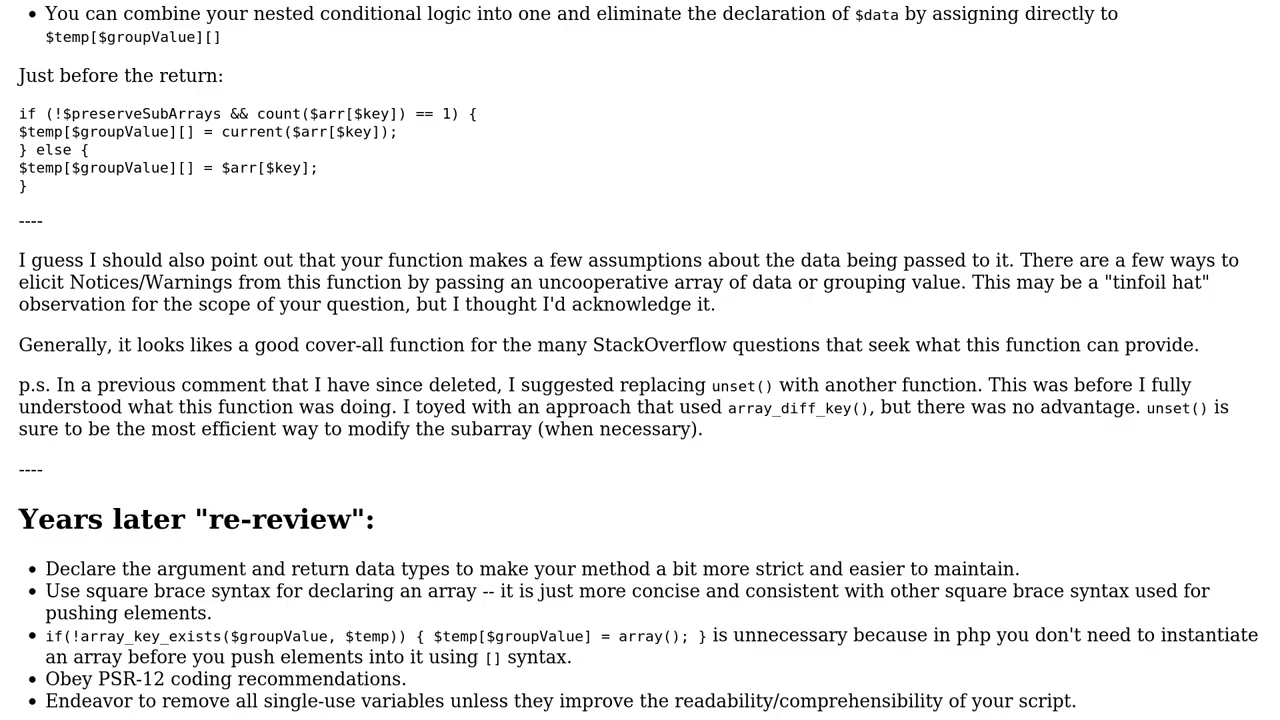 • You can combine your nested conditional logic into one and eliminate the declaration of $data by assigning directly to
$temp[$groupValue][]
Just before the return:
if (!$preserveSubArrays && count($arr[$key]) == 1) {
$temp[$groupValue][] = current($arr[$key]);
} else {
$temp[$groupValue][] = $arr[$key];
}
----
I guess I should also point out that your function makes a few assumptions about the data being passed to it. There are a few ways to
elicit Notices/Warnings from this function by passing an uncooperative array of data or grouping value. This may be a "tinfoil hat"
observation for the scope of your question, but I thought I'd acknowledge it.
Generally, it looks likes a good cover-all function for the many StackOverflow questions that seek what this function can provide.
p.s. In a previous comment that I have since deleted, I suggested replacing unset() with another function. This was before I fully
understood what this function was doing. I toyed with an approach that used array_diff_key(), but there was no advantage. unset() is
sure to be the most efficient way to modify the subarray (when necessary).
----
Years later "re-review":
• Declare the argument and return data types to make your method a bit more strict and easier to maintain.
• Use square brace syntax for declaring an array -- it is just more concise and consistent with other square brace syntax used for
pushing elements.
• if(!array_key_exists($groupValue, $temp)) { $temp[$groupValue] = array(); } is unnecessary because in php you don't need to instantiate
an array before you push elements into it using [] syntax.
• Obey PSR-12 coding recommendations.
• Endeavor to remove all single-use variables unless they improve the readability/comprehensibility of your script.